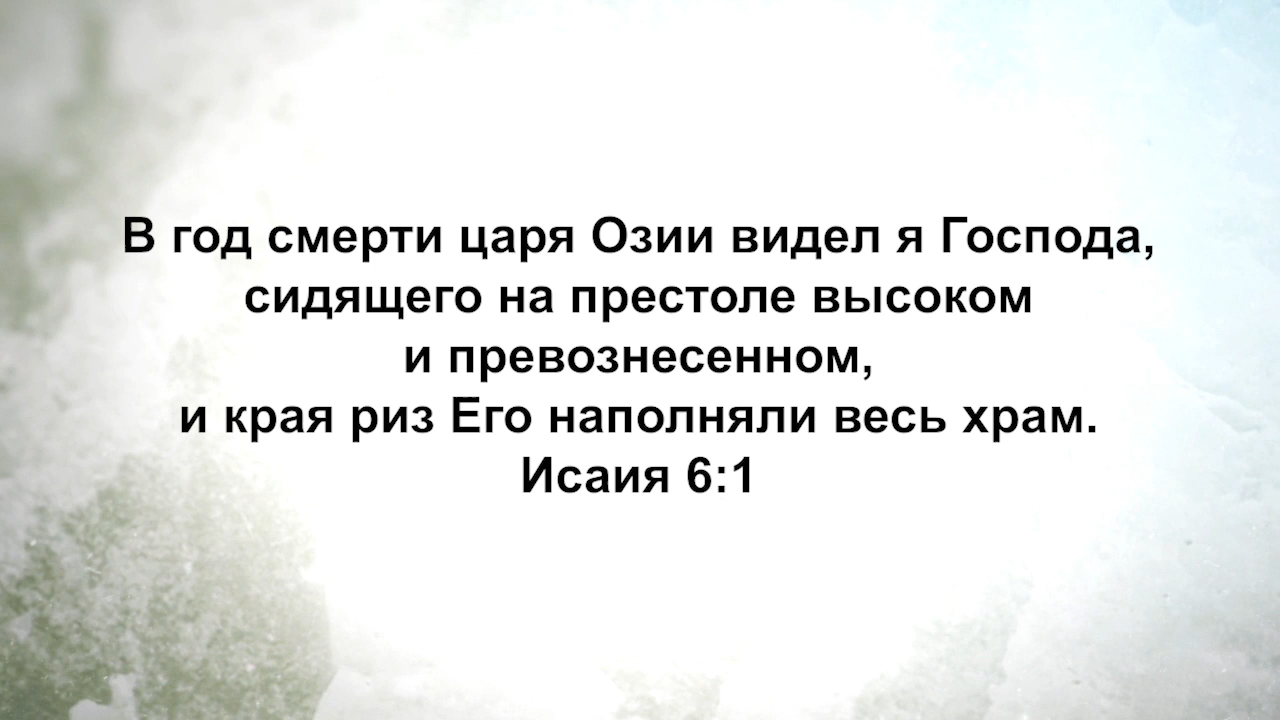 В год смерти царя Озии видел я Господа,
сидящего на престоле высоком
и превознесенном,
и края риз Его наполняли весь храм.
Исаия 6:1